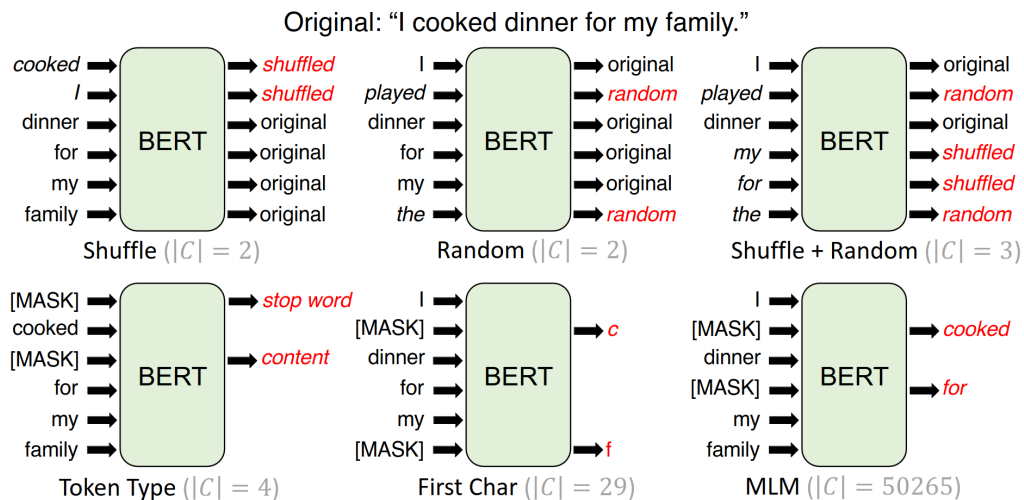 Original: “I cooked dinner for my family.”
cooked shuffled
I shuffled
dinner original
for original
my original
family original
BERT
Shuffle (|C| = 2)
I original
played random
dinner original
for original
my original
the random
BERT
Random (|C| = 2)
I original
played random
dinner original
my shuffled
for shuffled
the random
BERT
Shuffle + Random (|C| = 3)
[MASK] stop word
cooked
[MASK] content
for
my
family
BERT
Token Type (|C| = 4)
I
[MASK] c
dinner
for
my
[MASK] f
BERT
First Char (|C| = 29)
I
[MASK] cooked
dinner
[MASK] for
my
family
BERT
MLM (|C| = 50265)